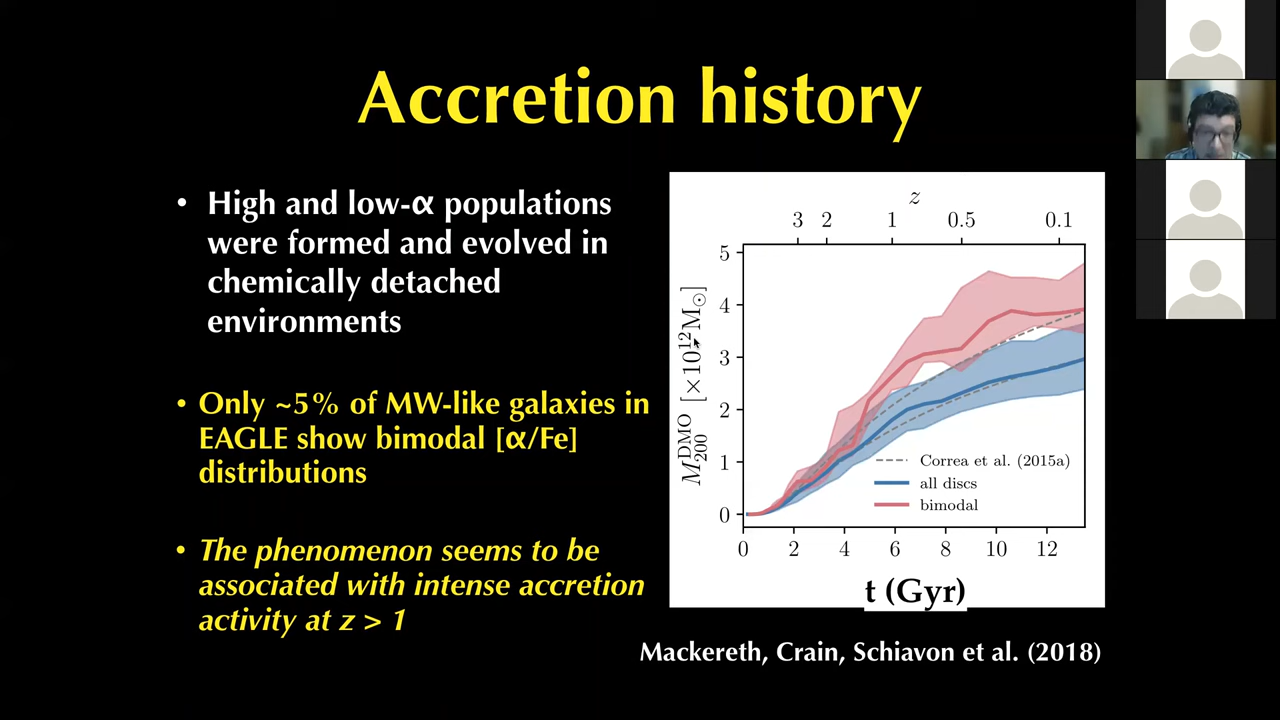 Accretion history
• High and low-α populations
were formed and evolved in
chemically detached
environments
• Only ~5% of MW-like galaxies in
EAGLE show bimodal [α/Fe]
distributions
• The phenomenon seems to be
associated with intense accretion
activity at z > 1
z
3 2 1 0.5 0.1
5
4
3
2
1
0
M_200^DMO [×10^12 M_⊙]
Correa et al. (2015a)
all discs
bimodal
0 2 4 6 8 10 12
t (Gyr)
Mackereth, Crain, Schiavon et al. (2018)